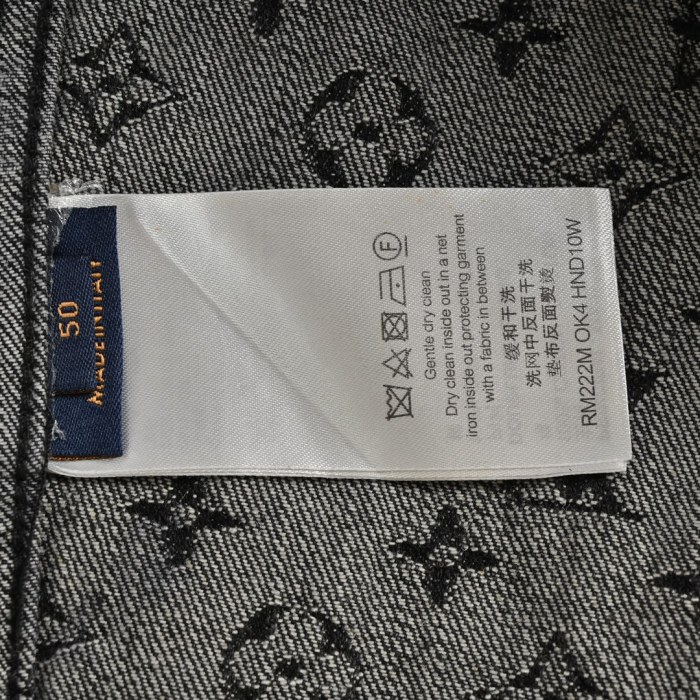 50
MADE IN ITALY
F
Gentle dry clean
Dry clean inside out in a net
iron inside out protecting garment
with a fabric in between
缓和干洗
洗网中反面干洗
垫布反面熨烫
RM222M OK4 HND10W